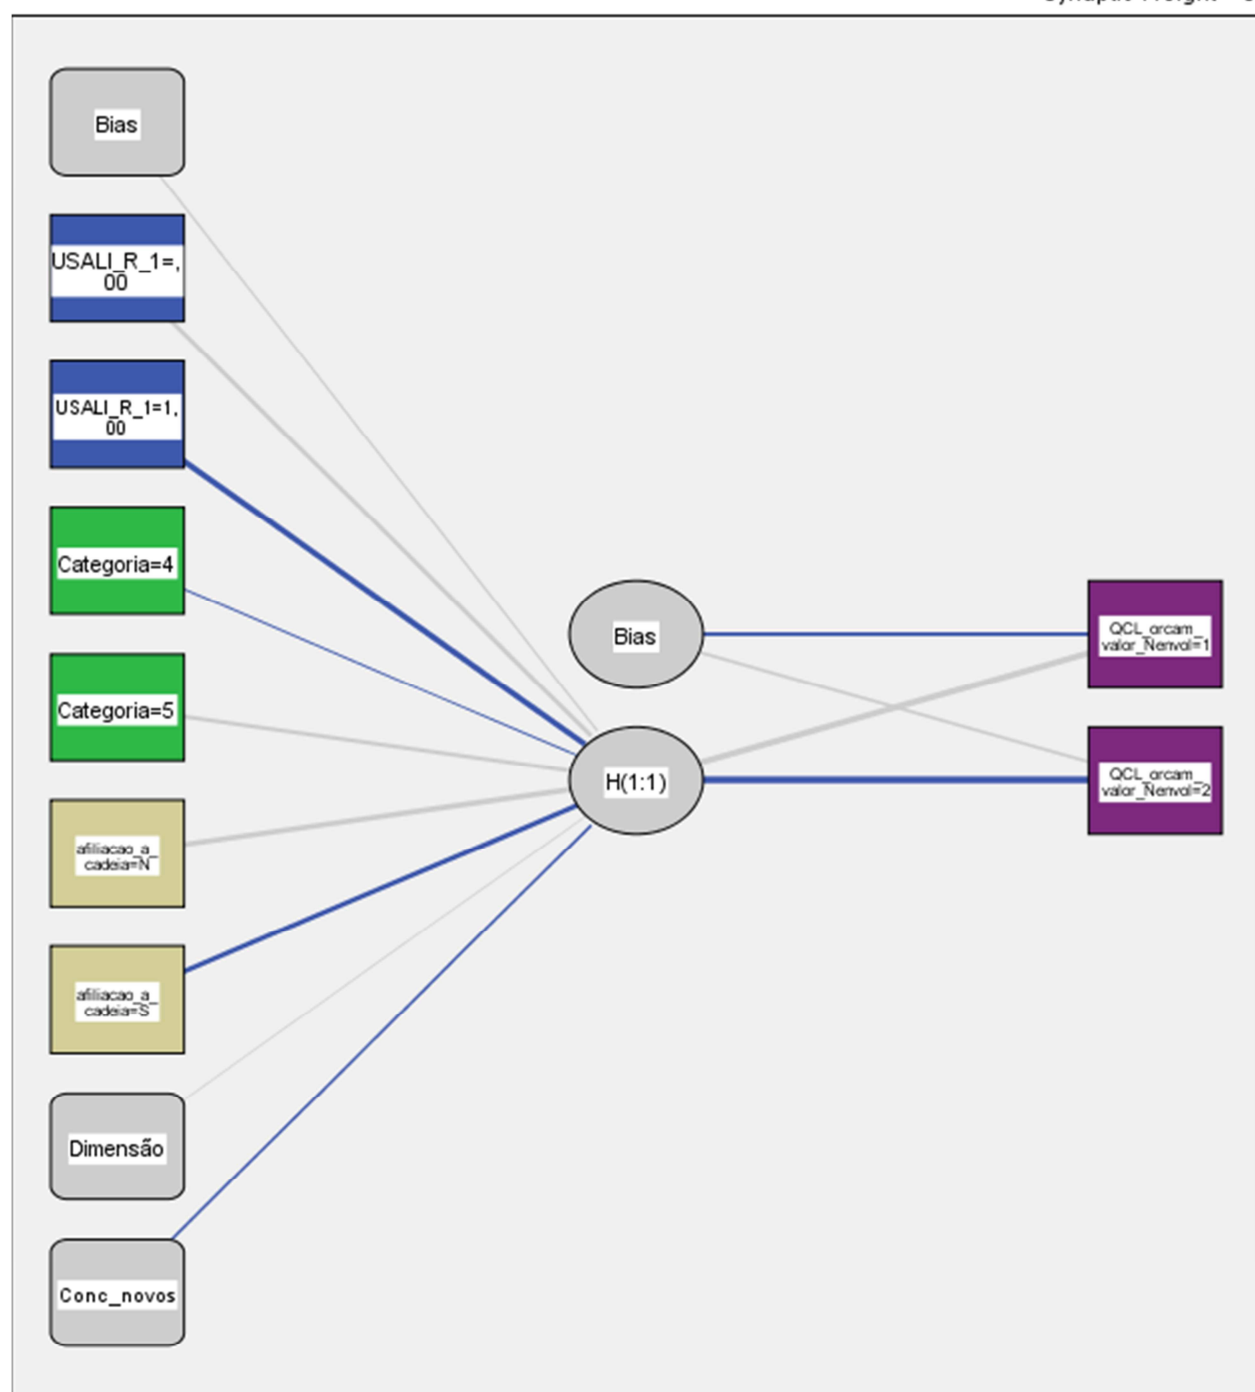 Bias
USALI_R_1=,
00
USALI_R_1=1,
00
Categoria=4
Categoria=5
afiliacao_a_
cadeia=N
afiliacao_a_
cadeia=S
Dimensão
Conc_novos
Bias
H(1:1)
QCL_orcam_
valor_Nenvol=1
QCL_orcam_
valor_Nenvol=2